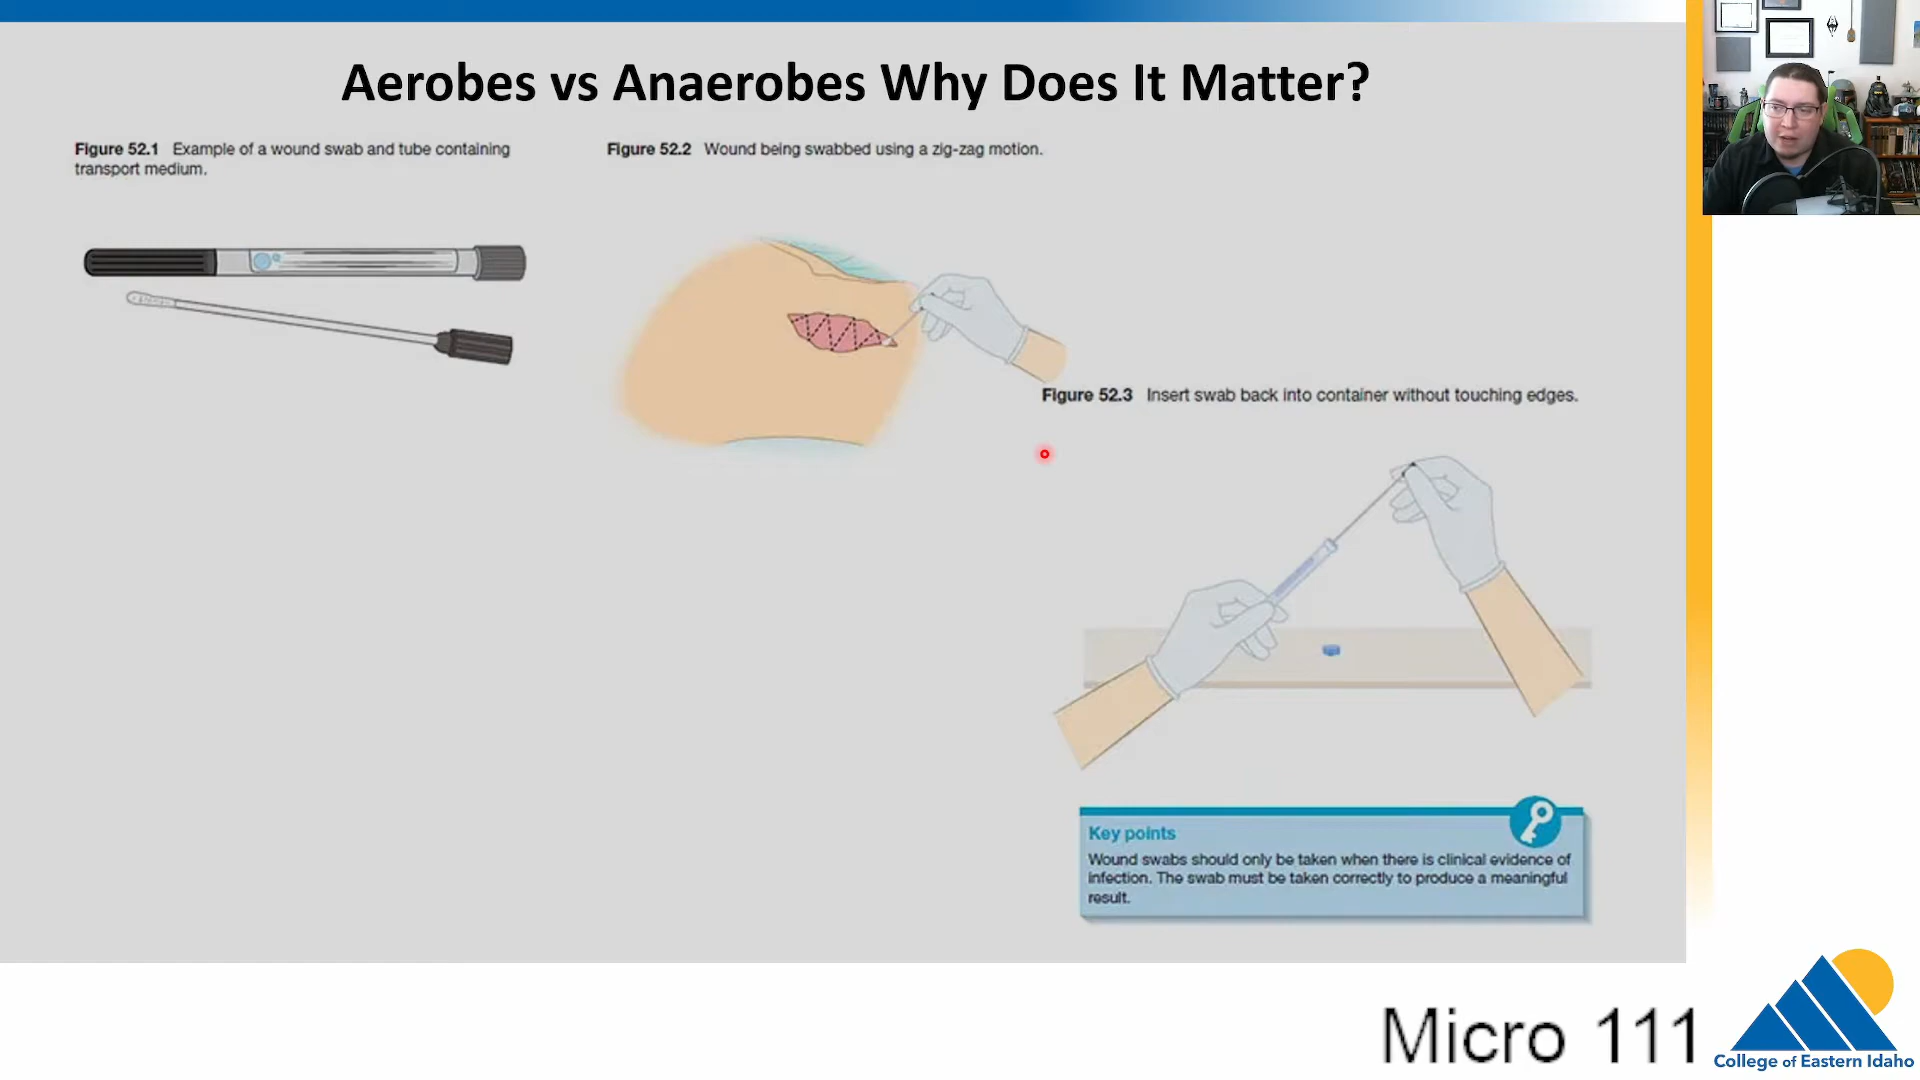 Aerobes vs Anaerobes Why Does It Matter?
Figure 52.1 Example of a wound swab and tube containing
transport medium.
Figure 52.2 Wound being swabbed using a zig-zag motion.
Figure 52.3 Insert swab back into container without touching edges.
Key points
Wound swabs should only be taken when there is clinical evidence of
infection. The swab must be taken correctly to produce a meaningful
result.
Micro 111
College of Eastern Idaho